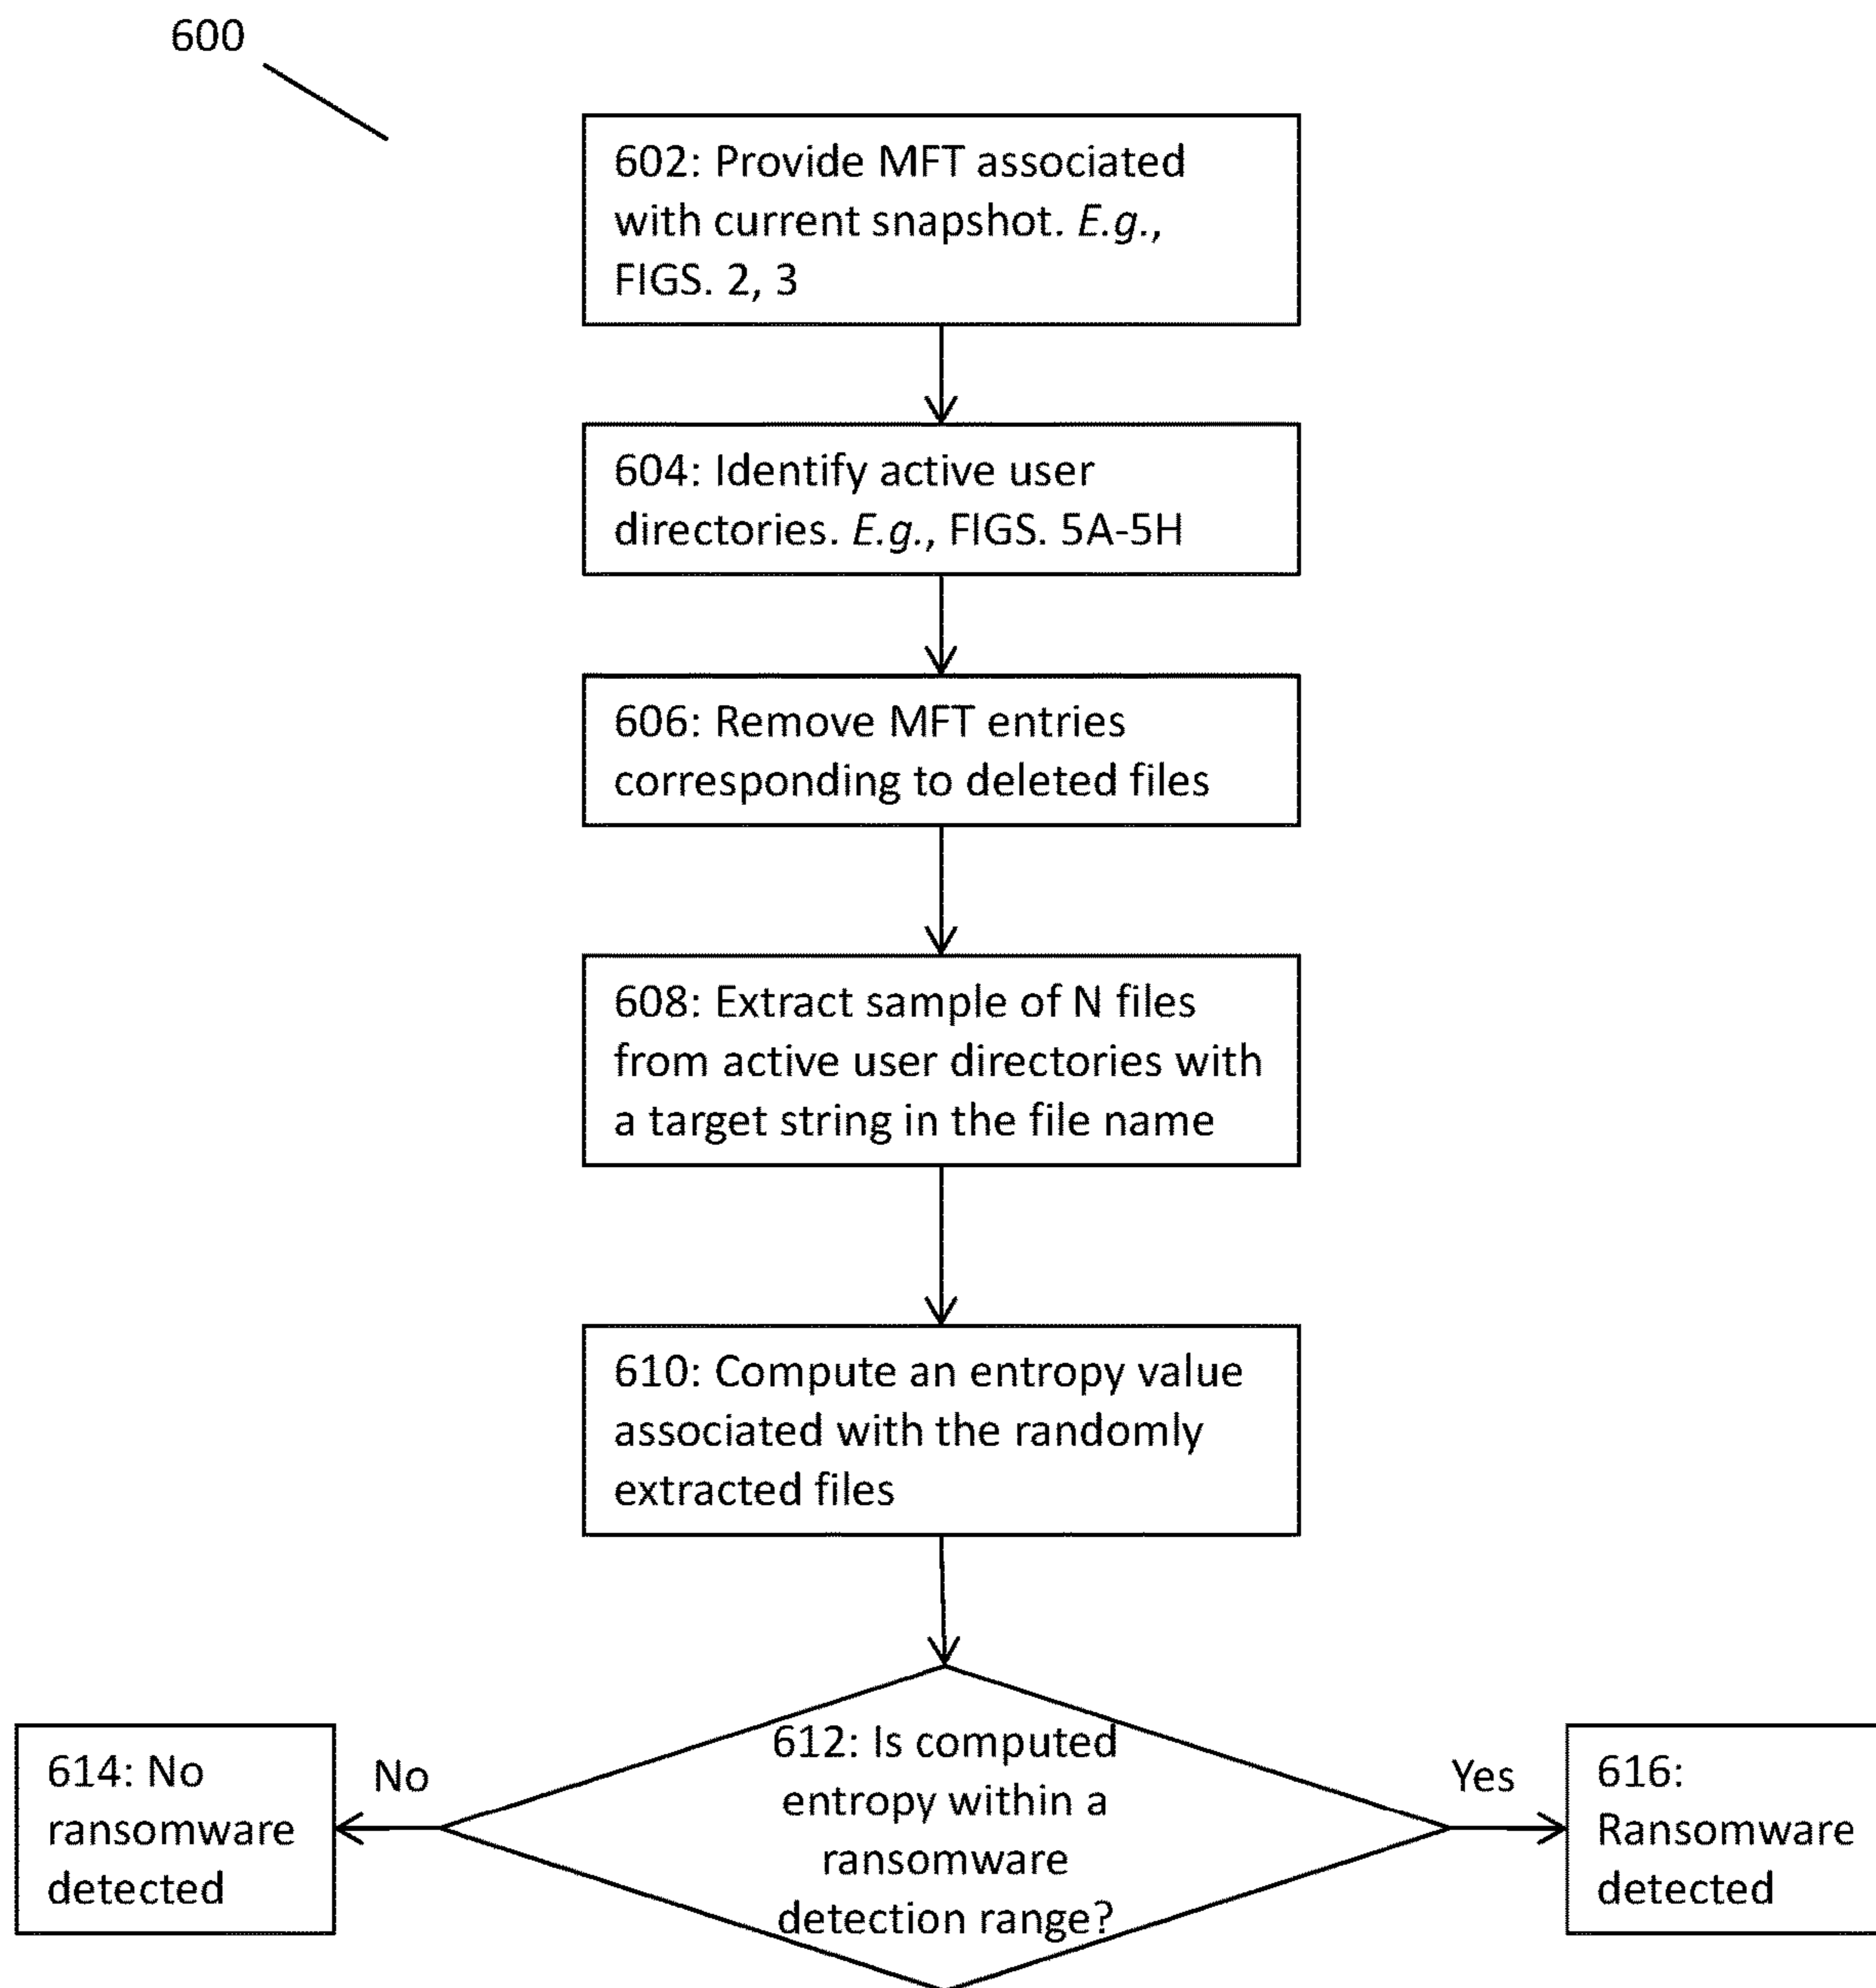 600
602: Provide MFT associated
with current snapshot. E.g.,
FIGS. 2, 3
604: Identify active user
directories. E.g., FIGS. 5A-5H
606: Remove MFT entries
corresponding to deleted files
608: Extract sample of N files
from active user directories with
a target string in the file name
610: Compute an entropy value
associated with the randomly
extracted files
612: Is computed
entropy within a
ransomware
detection range?
No
614: No
ransomware
detected
Yes
616:
Ransomware
detected